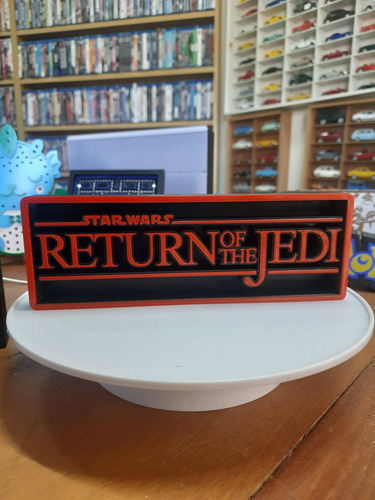 STAR WARS
RETURN OF THE JEDI